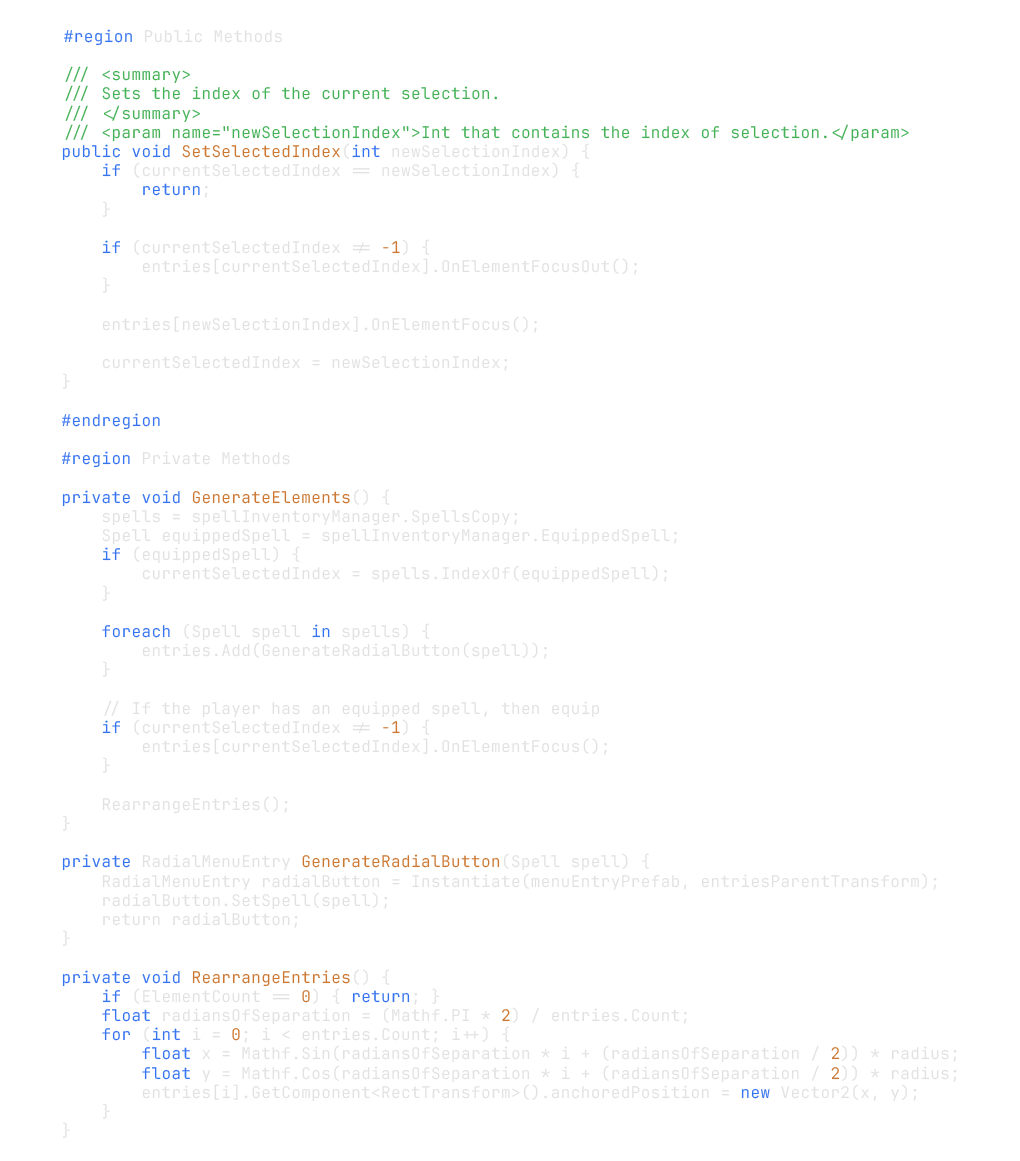 #region Public Methods
/// <summary>
/// Sets the index of the current selection.
/// </summary>
/// <param name="newSelectionIndex">Int that contains the index of selection.</param>
public void SetSelectedIndex(int newSelectionIndex) {
    if (currentSelectedIndex == newSelectionIndex) {
        return;
    }
    if (currentSelectedIndex != -1) {
        entries[currentSelectedIndex].OnElementFocusOut();
    }
    entries[newSelectionIndex].OnElementFocus();
    currentSelectedIndex = newSelectionIndex;
}
#endregion
#region Private Methods
private void GenerateElements() {
    spells = spellInventoryManager.SpellsCopy;
    Spell equippedSpell = spellInventoryManager.EquippedSpell;
    if (equippedSpell) {
        currentSelectedIndex = spells.IndexOf(equippedSpell);
    }
    foreach (Spell spell in spells) {
        entries.Add(GenerateRadialButton(spell));
    }
    // If the player has an equipped spell, then equip
    if (currentSelectedIndex != -1) {
        entries[currentSelectedIndex].OnElementFocus();
    }
    RearrangeEntries();
}
private RadialMenuEntry GenerateRadialButton(Spell spell) {
    RadialMenuEntry radialButton = Instantiate(menuEntryPrefab, entriesParentTransform);
    radialButton.SetSpell(spell);
    return radialButton;
}
private void RearrangeEntries() {
    if (ElementCount == 0) { return; }
    float radiansOfSeparation = (Mathf.PI * 2) / entries.Count;
    for (int i = 0; i < entries.Count; i++) {
        float x = Mathf.Sin(radiansOfSeparation * i + (radiansOfSeparation / 2)) * radius;
        float y = Mathf.Cos(radiansOfSeparation * i + (radiansOfSeparation / 2)) * radius;
        entries[i].GetComponent<RectTransform>().anchoredPosition = new Vector2(x, y);
    }
}